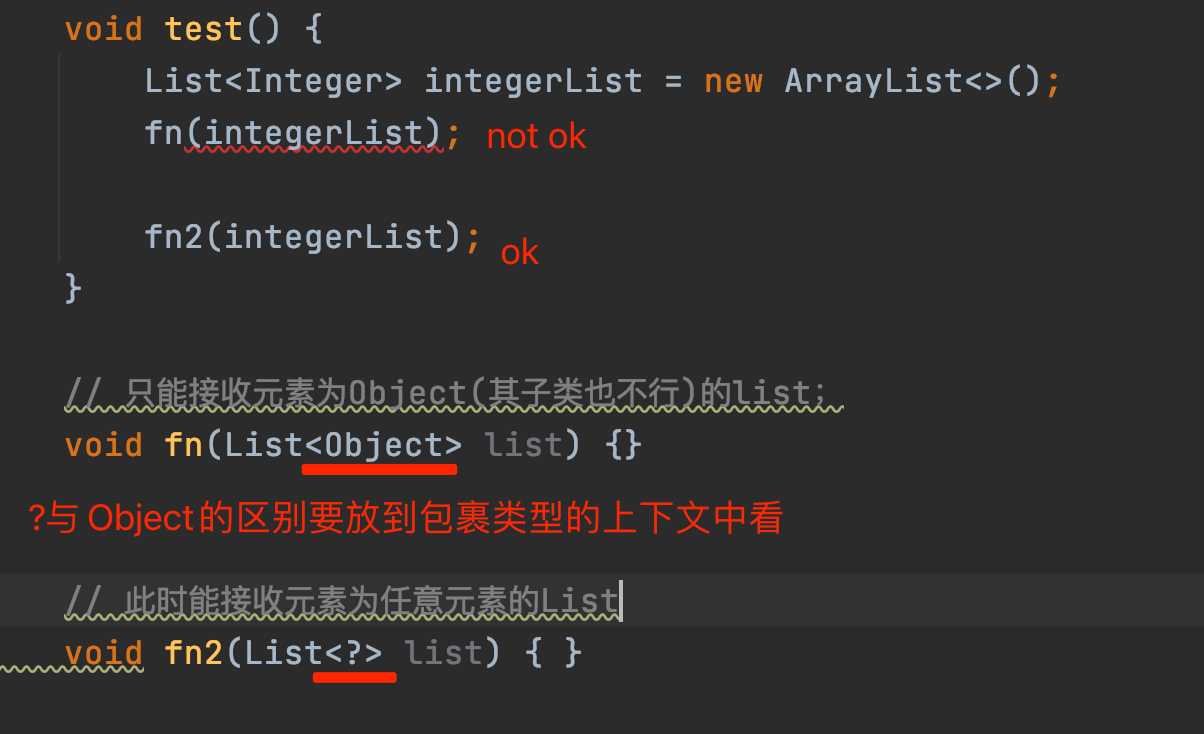 void test() {
List<Integer> integerList = new ArrayList<>();
fn(integerList); not ok
fn2(integerList); ok
}
// 只能接收元素为Object(其子类也不行)的list;
void fn(List<Object> list) {}
?与 Object的区别要放到包裹类型的上下文中看
// 此时能接收元素为任意元素的List
void fn2(List<?> list) { }